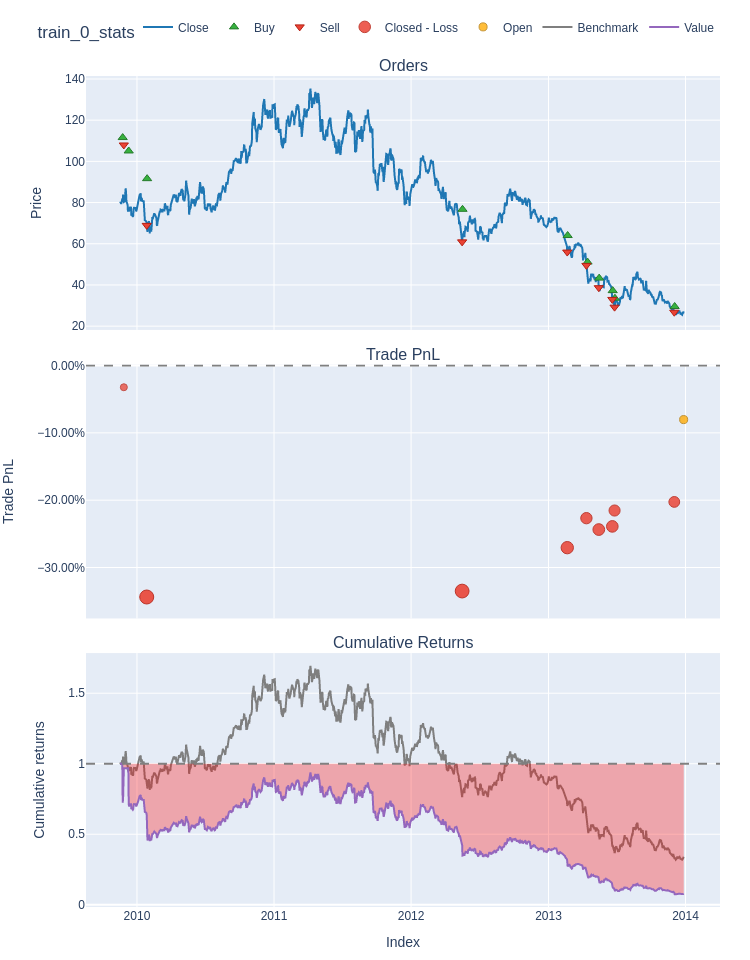 train_0_stats
Close
Buy
Sell
Closed - Loss
Open
Benchmark
Value
Orders
140
120
100
80
60
40
20
Price
Trade PnL
0.00%
−10.00%
−20.00%
−30.00%
Trade PnL
Cumulative Returns
1.5
1
0.5
0
Cumulative returns
2010
2011
2012
2013
2014
Index